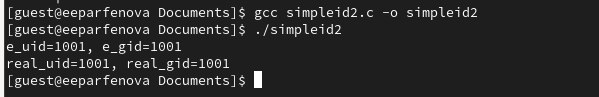 [guest@eeparfenova Documents]$ gcc simpleid2.c -o simpleid2
[guest@eeparfenova Documents]$ ./simpleid2
e_uid=1001, e_gid=1001
real_uid=1001, real_gid=1001
[guest@eeparfenova Documents]$